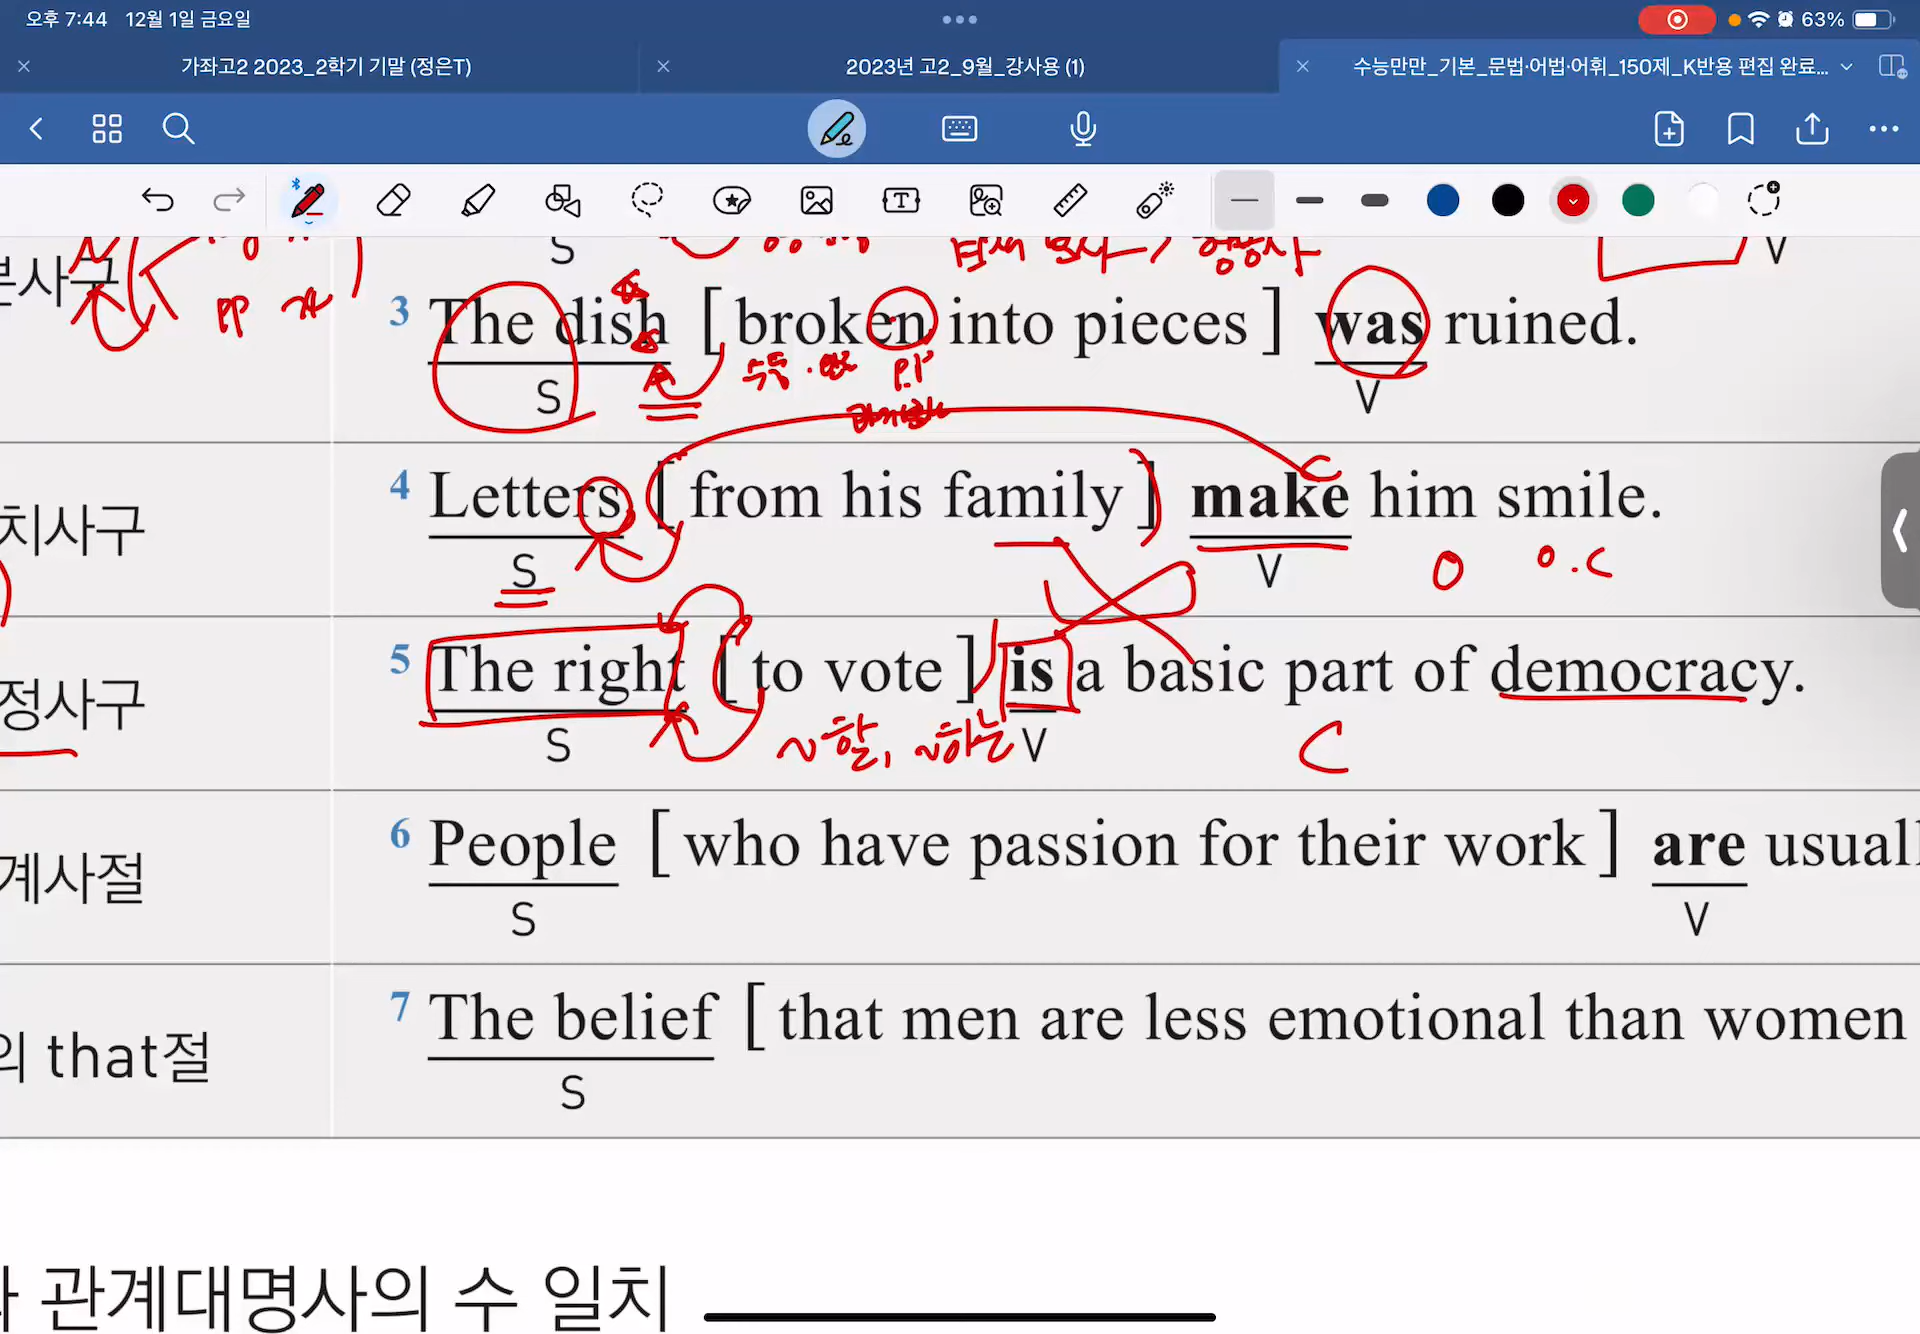 오후 7:44 12월 1일 금요일
63%
가좌고2 2023_2학기 기말 (정은T)
2023년 고2_9월_강사용 (1)
수능만만_기본_문법·어법·어휘_150제_K반용 편집 완료...
S
V
본사구
pp
3 The dish [ broken into pieces ] was ruined.
수동·완료 p.p
S
V
치사구
4 Letters [ from his family ] make him smile.
S
V
O
O.C
정사구
5 The right [ to vote ] is a basic part of democracy.
S
~할, ~하는
V
C
계사절
6 People [ who have passion for their work ] are usuall
S
V
의 that절
7 The belief [ that men are less emotional than women
S
관계대명사의 수 일치